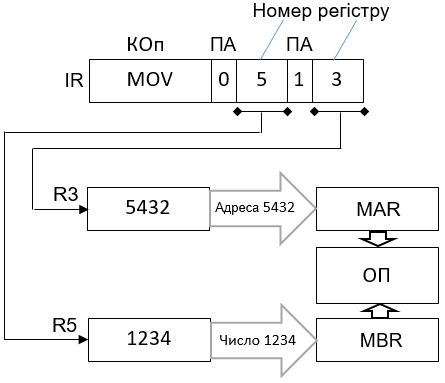 Номер регістру
КОп ПА ПА
IR MOV 0 5 1 3
R3 5432 Адреса 5432 MAR
ОП
R5 1234 Число 1234 MBR